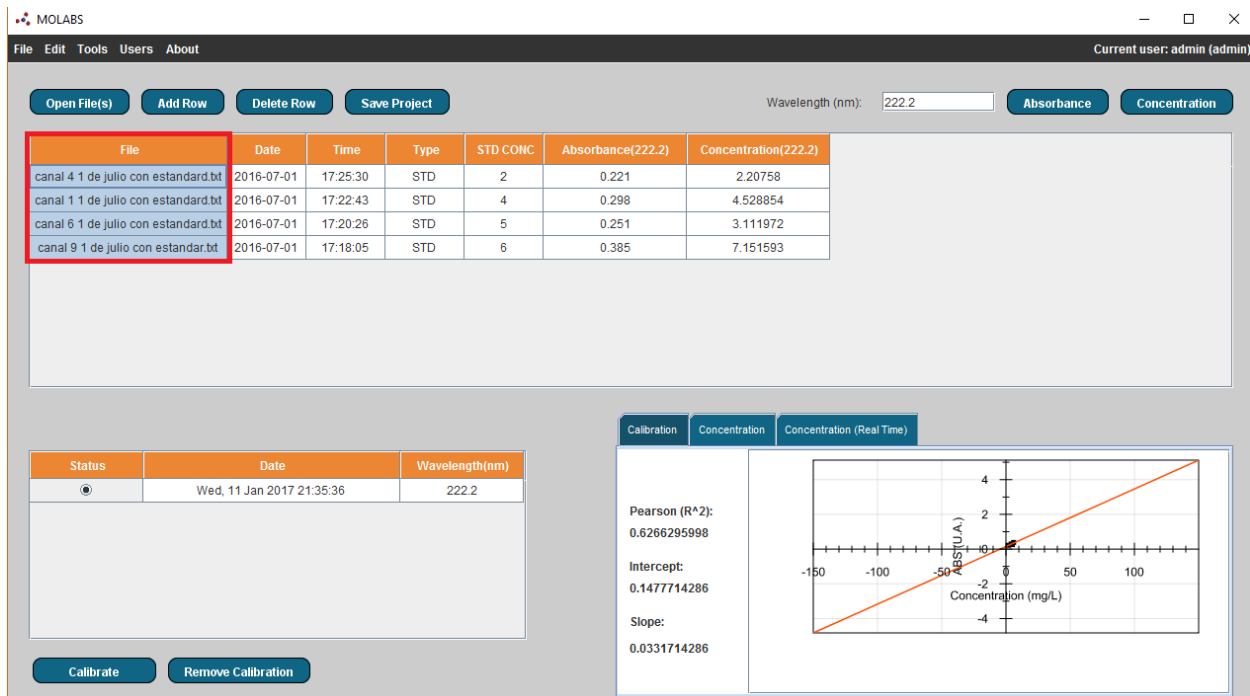 MOLABS
File Edit Tools Users About Current user: admin (admin)
Open File(s) Add Row Delete Row Save Project Wavelength (nm): 222.2 Absorbance Concentration
File Date Time Type STD CONC Absorbance(222.2) Concentration(222.2)
canal 4 1 de julio con estandard.txt 2016-07-01 17:25:30 STD 2 0.221 2.20758
canal 1 1 de julio con estandard.txt 2016-07-01 17:22:43 STD 4 0.298 4.528854
canal 6 1 de julio con estandard.txt 2016-07-01 17:20:26 STD 5 0.251 3.111972
canal 9 1 de julio con estandar.txt 2016-07-01 17:18:05 STD 6 0.385 7.151593
Status Date Wavelength(nm)
Wed, 11 Jan 2017 21:35:36 222.2
Calibrate Remove Calibration
Calibration Concentration Concentration (Real Time)
Pearson (R^2):
0.6266295998
Intercept:
0.1477714286
Slope:
0.0331714286
4
2
0
-2
-4
ABS (U.A.)
-150 -100 -50 0 50 100
Concentration (mg/L)